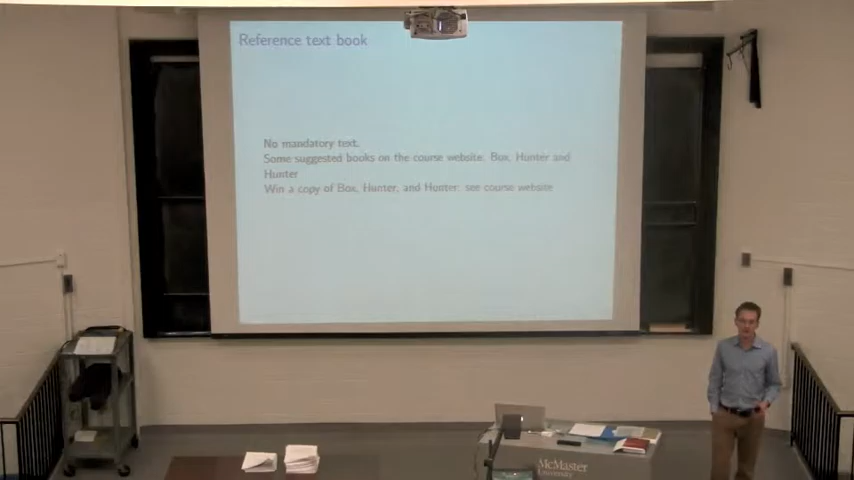 Reference text book
No mandatory text.
Some suggested books on the course website. Box, Hunter and
Hunter
Win a copy of Box, Hunter, and Hunter: see course website
McMaster
University